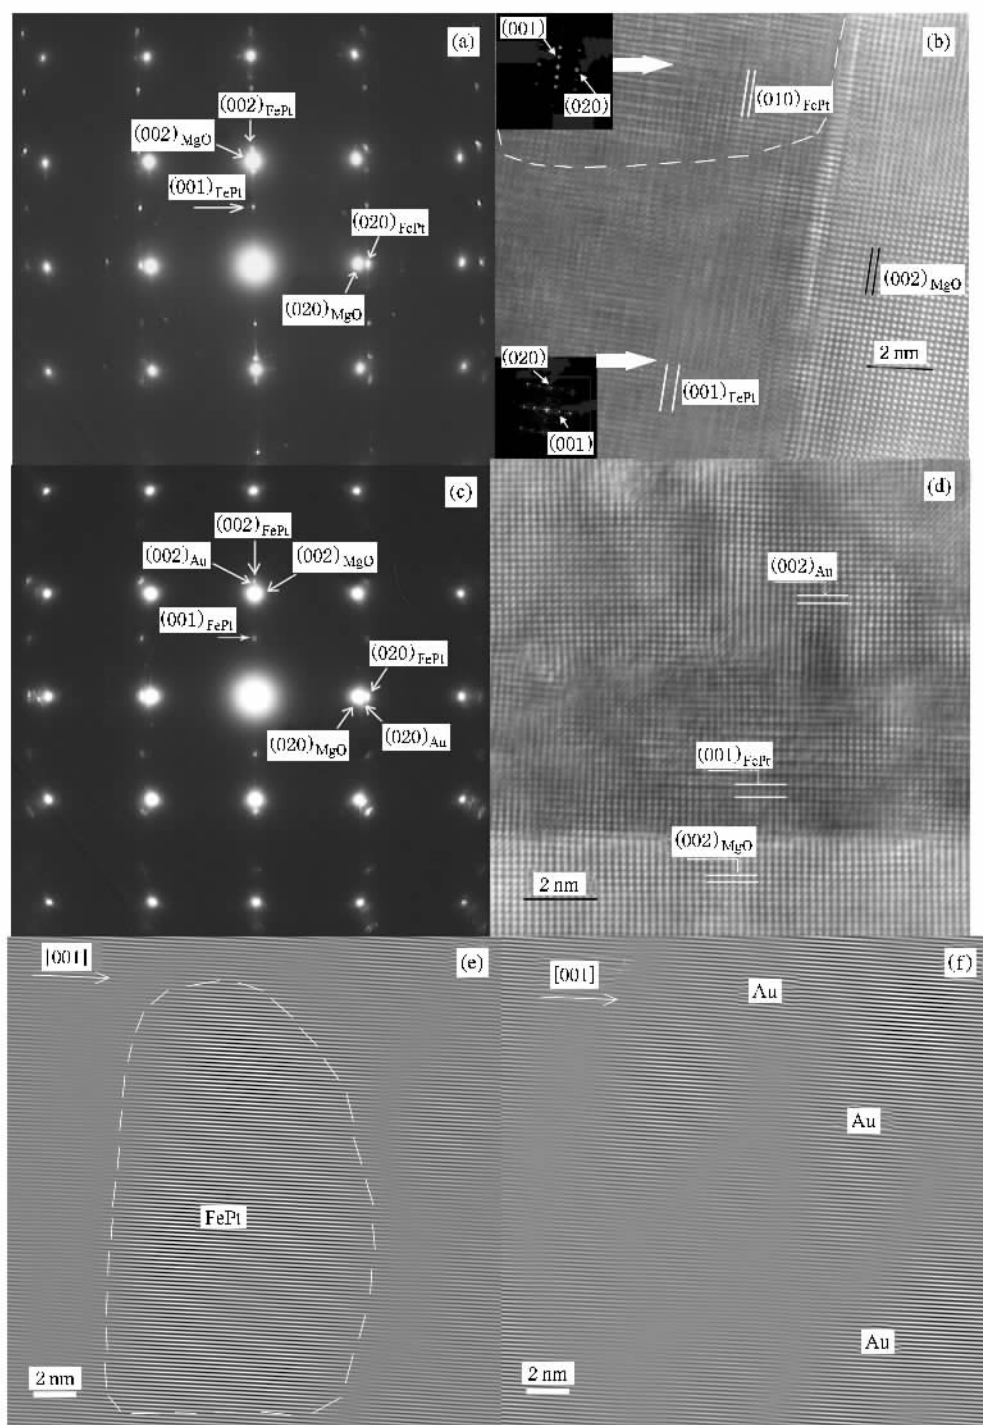 (a)
(002)FePt
(002)MgO
(001)FePt
(020)FePt
(020)MgO
(001)
(b)
(020)
(010)FePt
(002)MgO
2 nm
(020)
(001)FePt
(001)
(c)
(002)FePt
(002)Au
(002)MgO
(001)FePt
(020)FePt
(020)MgO
(020)Au
(d)
(002)Au
(001)FePt
(002)MgO
2 nm
[001]
(e)
FePt
2 nm
[001]
(f)
Au
Au
Au
2 nm